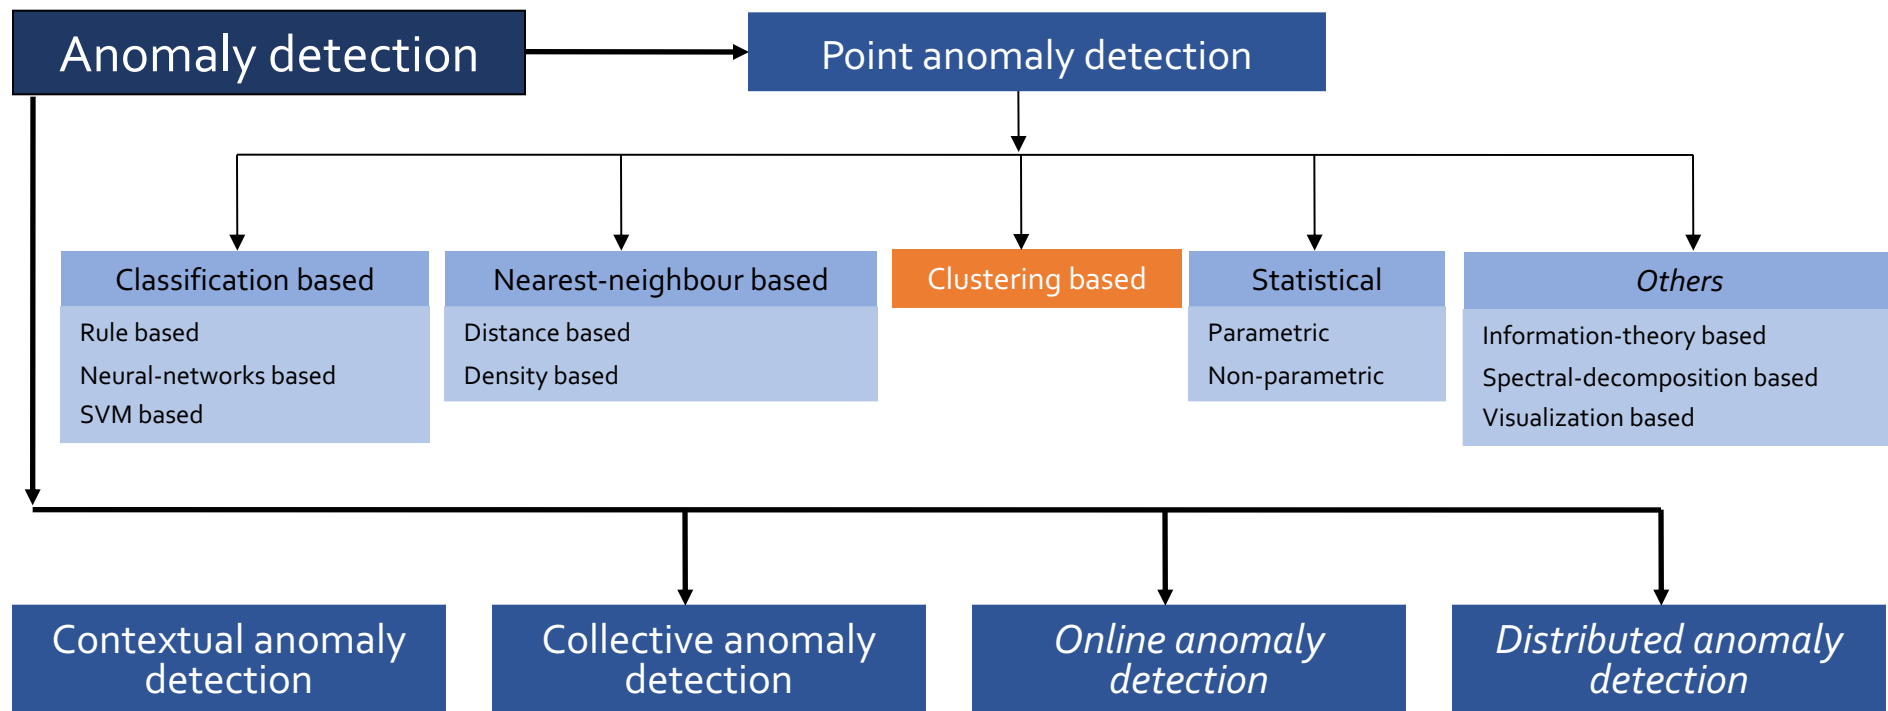 Anomaly detection
Point anomaly detection
Classification based
Rule based
Neural-networks based
SVM based
Nearest-neighbour based
Distance based
Density based
Clustering based
Statistical
Parametric
Non-parametric
Others
Information-theory based
Spectral-decomposition based
Visualization based
Contextual anomaly
detection
Collective anomaly
detection
Online anomaly
detection
Distributed anomaly
detection